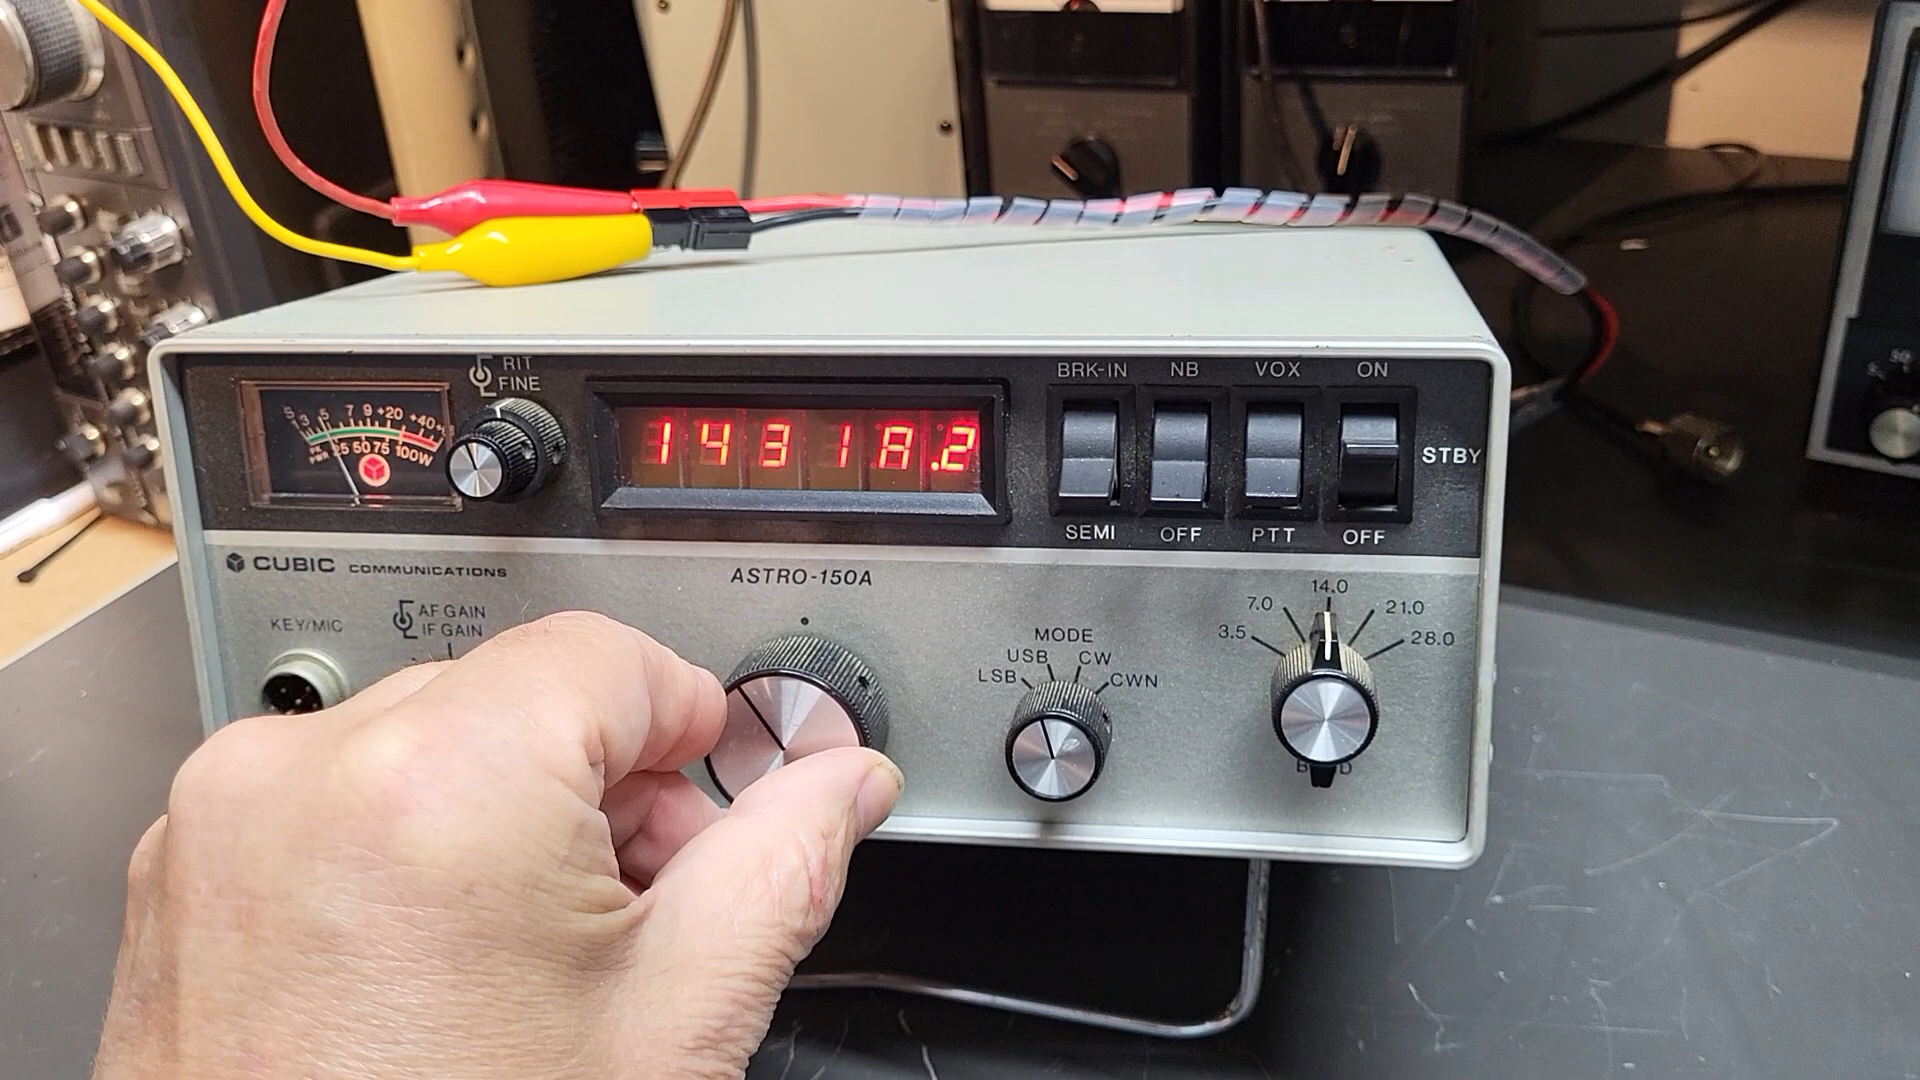 RIT
FINE
BRK-IN NB VOX ON
S 1 3 5 7 9 +20 +40
PWR 25 50 75 100W
1431A.2
STBY
SEMI OFF PTT OFF
CUBIC COMMUNICATIONS
ASTRO-150A
KEY/MIC
AF GAIN
IF GAIN
MODE
LSB USB CW CWN
3.5 7.0 14.0 21.0 28.0